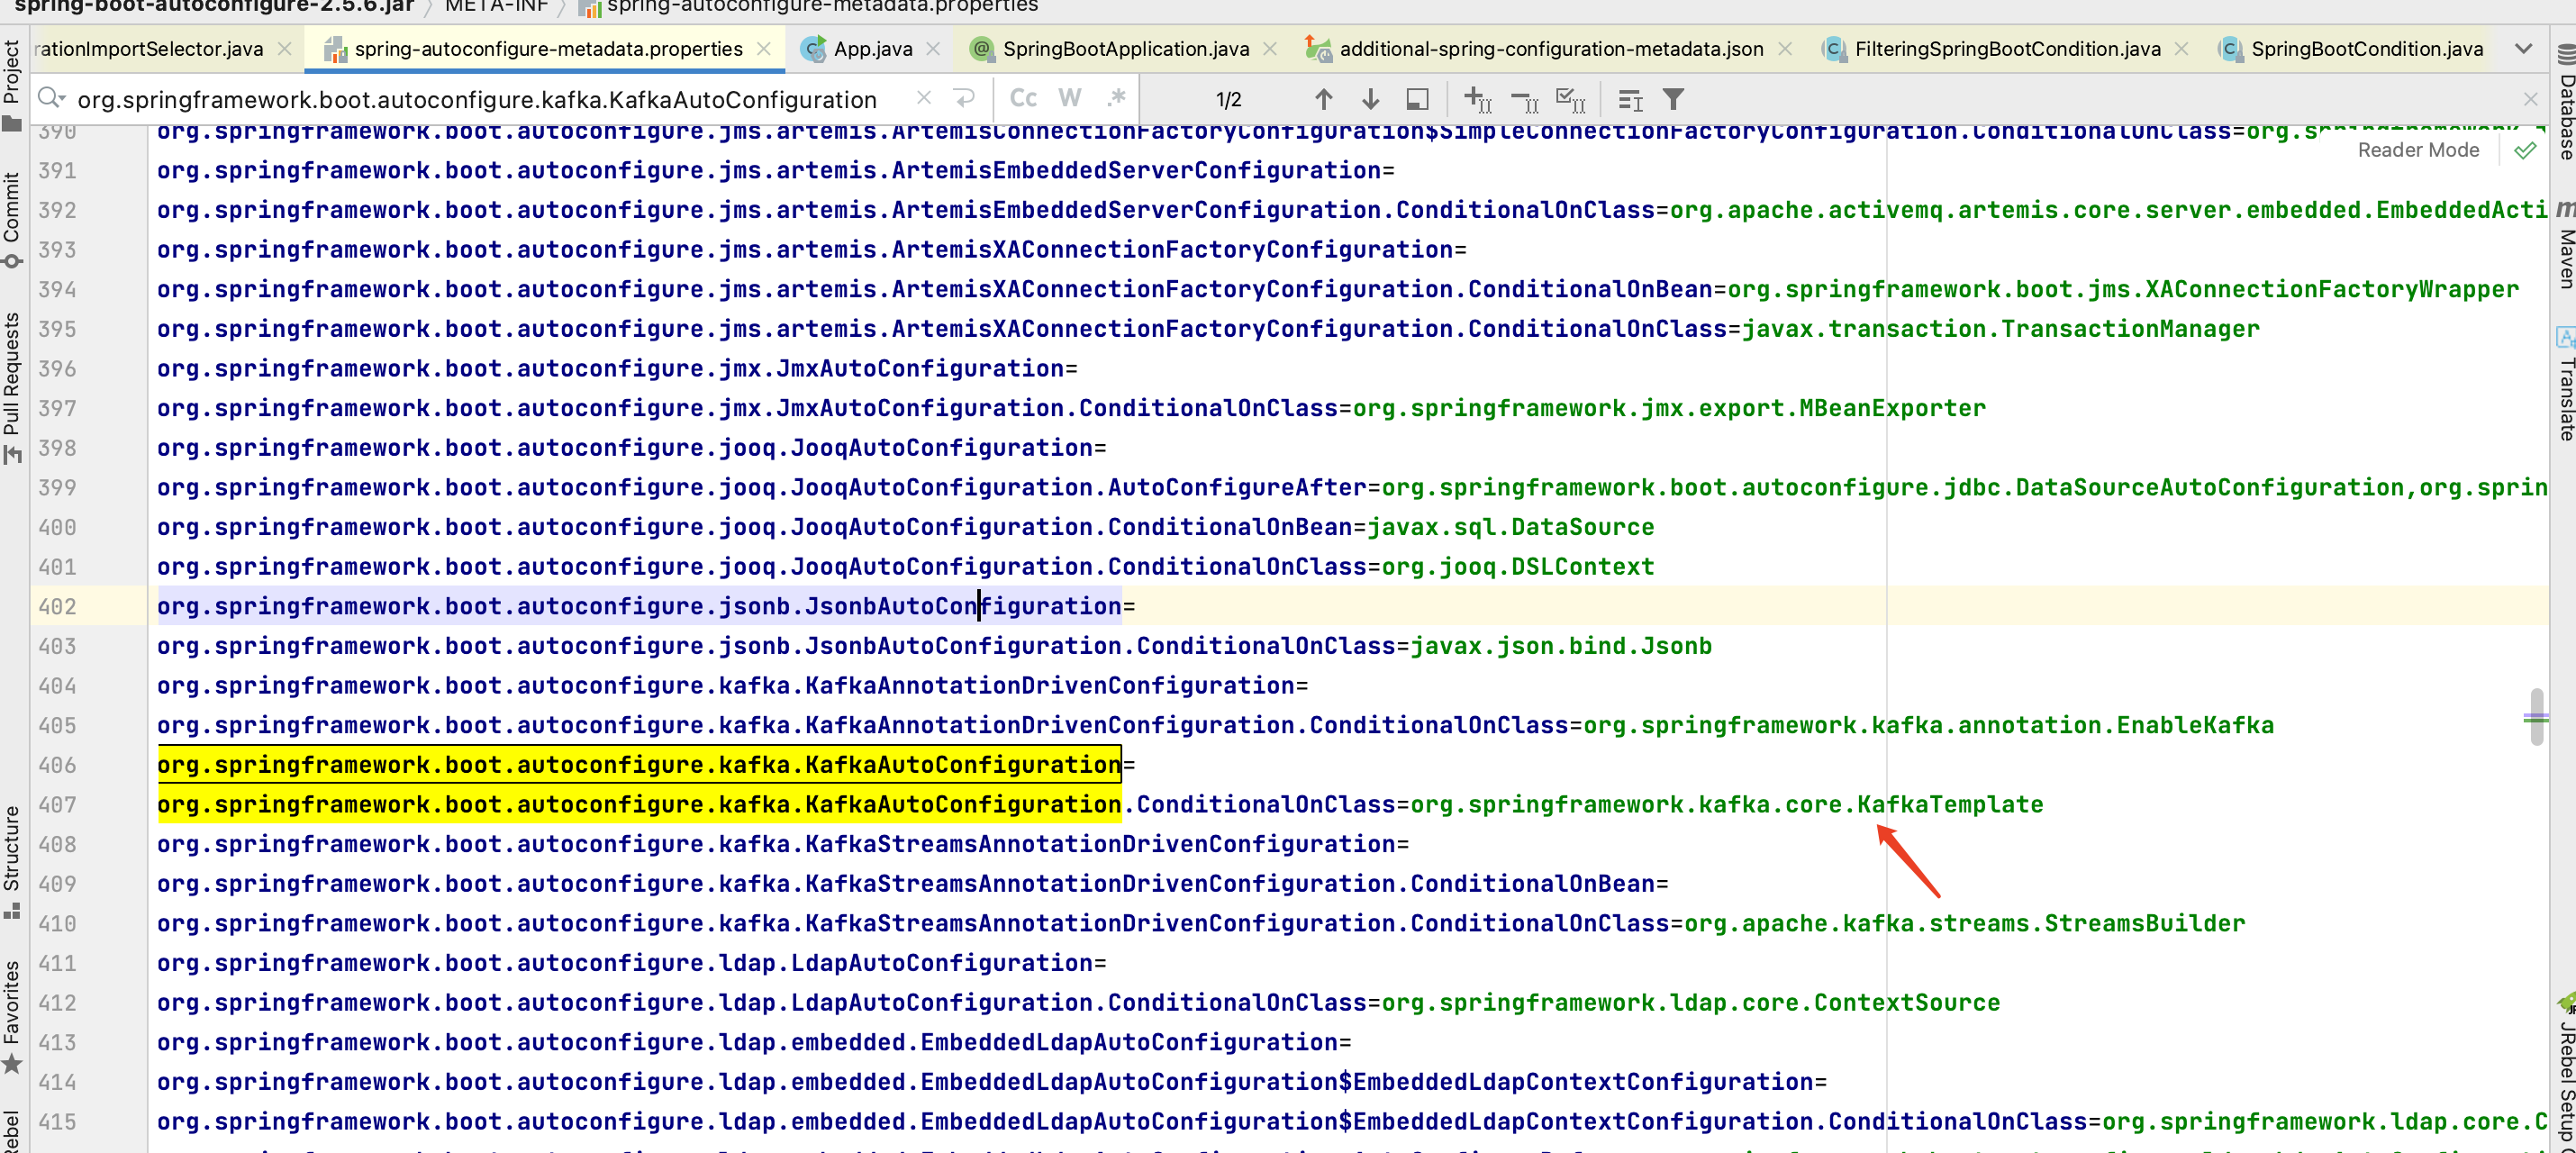 spring-boot-autoconfigure-2.5.6.jar 〉 META-INF 〉 spring-autoconfigure-metadata.properties
rationImportSelector.java spring-autoconfigure-metadata.properties App.java SpringBootApplication.java additional-spring-configuration-metadata.json FilteringSpringBootCondition.java SpringBootCondition.java
org.springframework.boot.autoconfigure.kafka.KafkaAutoConfiguration Cc W .* 1/2
Reader Mode
390 org.springframework.boot.autoconfigure.jms.artemis.ArtemisConnectionFactoryConfiguration$SimpleConnectionFactoryConfiguration.ConditionalOnClass=org.springframework.j
391 org.springframework.boot.autoconfigure.jms.artemis.ArtemisEmbeddedServerConfiguration=
392 org.springframework.boot.autoconfigure.jms.artemis.ArtemisEmbeddedServerConfiguration.ConditionalOnClass=org.apache.activemq.artemis.core.server.embedded.EmbeddedActi
393 org.springframework.boot.autoconfigure.jms.artemis.ArtemisXAConnectionFactoryConfiguration=
394 org.springframework.boot.autoconfigure.jms.artemis.ArtemisXAConnectionFactoryConfiguration.ConditionalOnBean=org.springframework.boot.jms.XAConnectionFactoryWrapper
395 org.springframework.boot.autoconfigure.jms.artemis.ArtemisXAConnectionFactoryConfiguration.ConditionalOnClass=javax.transaction.TransactionManager
396 org.springframework.boot.autoconfigure.jmx.JmxAutoConfiguration=
397 org.springframework.boot.autoconfigure.jmx.JmxAutoConfiguration.ConditionalOnClass=org.springframework.jmx.export.MBeanExporter
398 org.springframework.boot.autoconfigure.jooq.JooqAutoConfiguration=
399 org.springframework.boot.autoconfigure.jooq.JooqAutoConfiguration.AutoConfigureAfter=org.springframework.boot.autoconfigure.jdbc.DataSourceAutoConfiguration,org.sprin
400 org.springframework.boot.autoconfigure.jooq.JooqAutoConfiguration.ConditionalOnBean=javax.sql.DataSource
401 org.springframework.boot.autoconfigure.jooq.JooqAutoConfiguration.ConditionalOnClass=org.jooq.DSLContext
402 org.springframework.boot.autoconfigure.jsonb.JsonbAutoConfiguration=
403 org.springframework.boot.autoconfigure.jsonb.JsonbAutoConfiguration.ConditionalOnClass=javax.json.bind.Jsonb
404 org.springframework.boot.autoconfigure.kafka.KafkaAnnotationDrivenConfiguration=
405 org.springframework.boot.autoconfigure.kafka.KafkaAnnotationDrivenConfiguration.ConditionalOnClass=org.springframework.kafka.annotation.EnableKafka
406 org.springframework.boot.autoconfigure.kafka.KafkaAutoConfiguration=
407 org.springframework.boot.autoconfigure.kafka.KafkaAutoConfiguration.ConditionalOnClass=org.springframework.kafka.core.KafkaTemplate
408 org.springframework.boot.autoconfigure.kafka.KafkaStreamsAnnotationDrivenConfiguration=
409 org.springframework.boot.autoconfigure.kafka.KafkaStreamsAnnotationDrivenConfiguration.ConditionalOnBean=
410 org.springframework.boot.autoconfigure.kafka.KafkaStreamsAnnotationDrivenConfiguration.ConditionalOnClass=org.apache.kafka.streams.StreamsBuilder
411 org.springframework.boot.autoconfigure.ldap.LdapAutoConfiguration=
412 org.springframework.boot.autoconfigure.ldap.LdapAutoConfiguration.ConditionalOnClass=org.springframework.ldap.core.ContextSource
413 org.springframework.boot.autoconfigure.ldap.embedded.EmbeddedLdapAutoConfiguration=
414 org.springframework.boot.autoconfigure.ldap.embedded.EmbeddedLdapAutoConfiguration$EmbeddedLdapContextConfiguration=
415 org.springframework.boot.autoconfigure.ldap.embedded.EmbeddedLdapAutoConfiguration$EmbeddedLdapContextConfiguration.ConditionalOnClass=org.springframework.ldap.core.C
Project
Commit
Pull Requests
Structure
Favorites
Rebel
Database
m
Maven
Translate
JRebel Setup